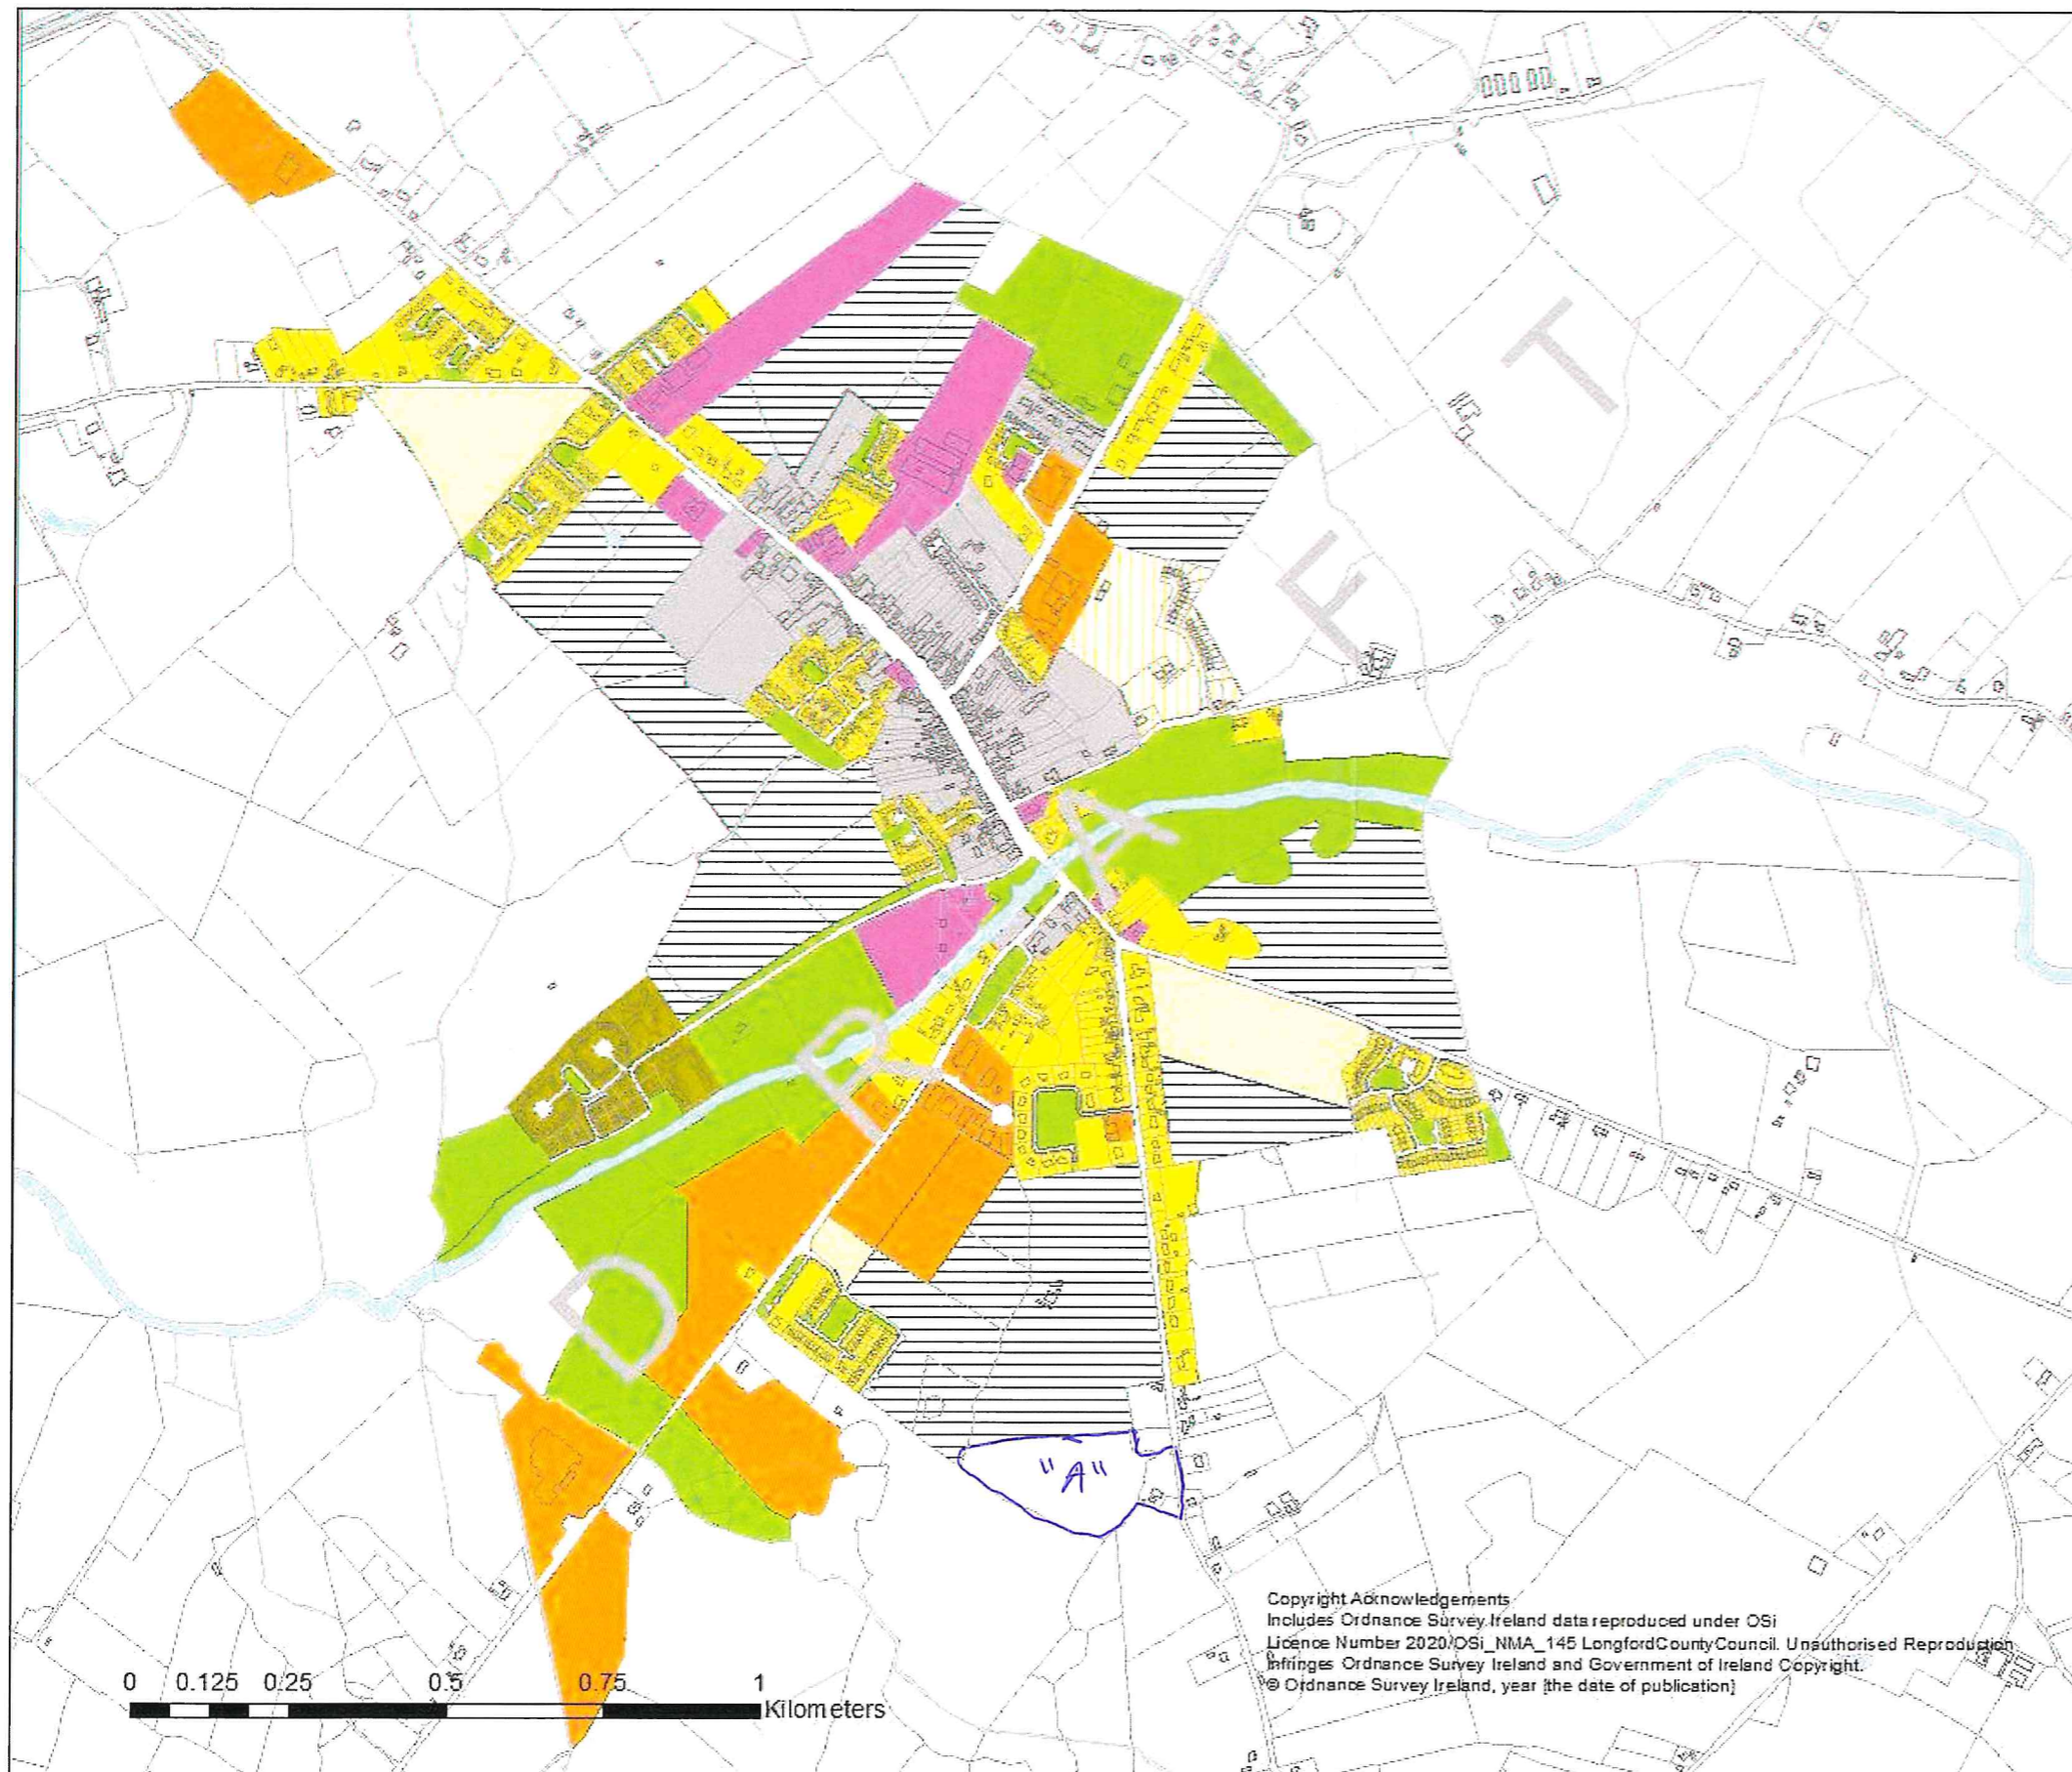 DRAFT
"A"
Copyright Acknowledgements
Includes Ordnance Survey Ireland data reproduced under OSi
Licence Number 2020/OSi_NMA_145 LongfordCountyCouncil. Unauthorised Reproduction
Infringes Ordnance Survey Ireland and Government of Ireland Copyright.
© Ordnance Survey Ireland, year [the date of publication]
0 0.125 0.25 0.5 0.75 1
Kilometers